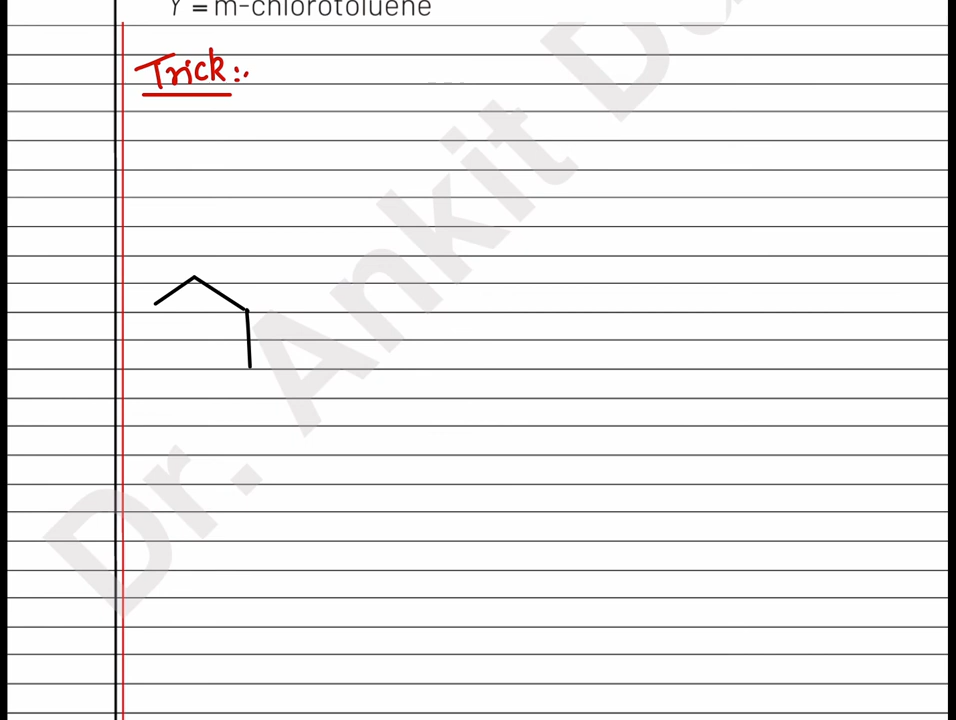 Y = m-chlorotoluene
Trick:.
Dr. Ankit D